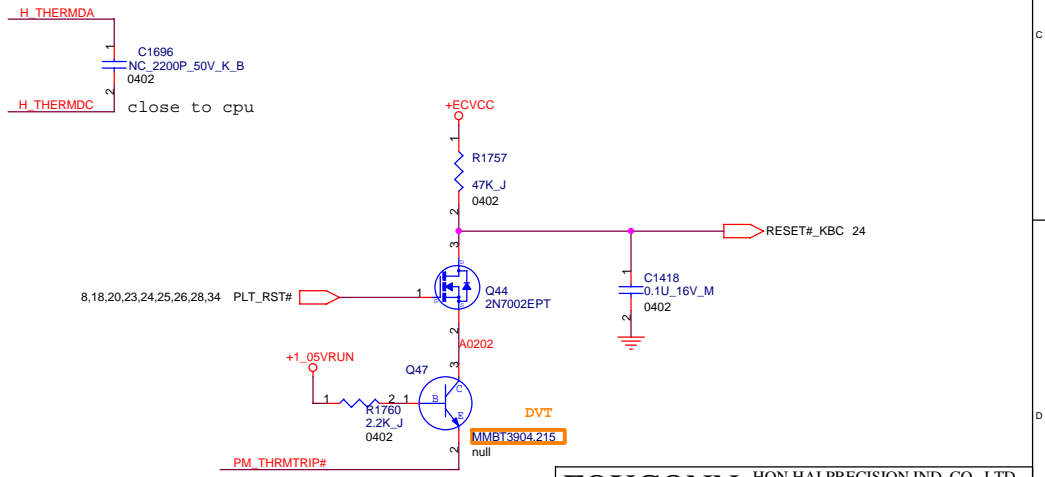 H_THERMDA
1
C1696
NC_2200P_50V_K_B
0402
2
H_THERMDC
close to cpu
C
+ECVCC
1
R1757
47K_J
0402
2
RESET#_KBC 24
3
D
1
C1418
0.1U_16V_M
0402
2
8,18,20,23,24,25,26,28,34 PLT_RST#
1
G
S
Q44
2N7002EPT
2
A0202
+1_05VRUN
3
Q47
C
1
2
1
B
R1760
2.2K_J
0402
E
DVT
D
MMBT3904.215
null
2
PM_THRMTRIP#
FOXCONN HON HAI PRECISION IND. CO., LTD.